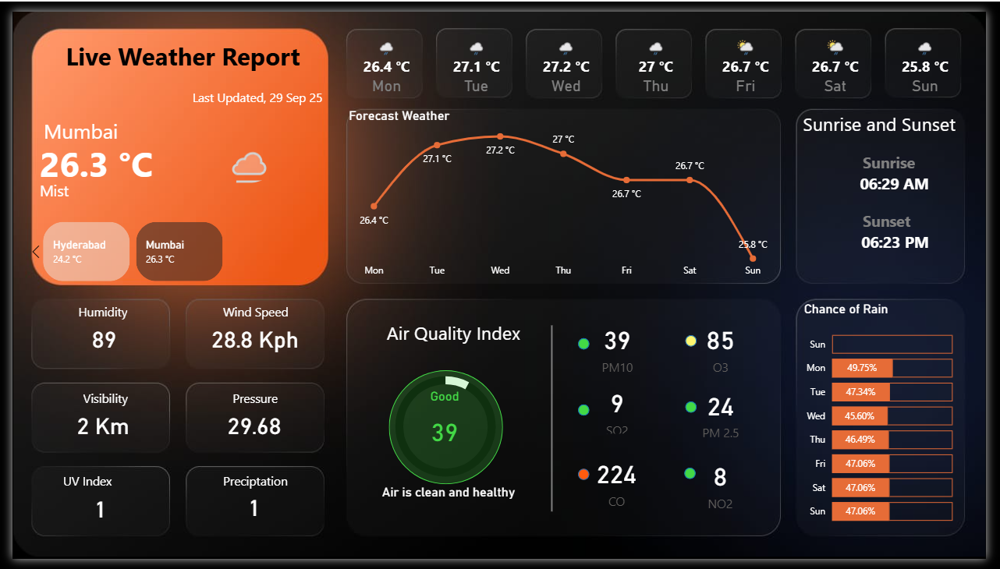 Live Weather Report
Last Updated, 29 Sep 25
Mumbai
26.3 °C
Mist
Hyderabad
24.2 °C
Mumbai
26.3 °C
26.4 °C
Mon
27.1 °C
Tue
27.2 °C
Wed
27 °C
Thu
26.7 °C
Fri
26.7 °C
Sat
25.8 °C
Sun
Forecast Weather
26.4 °C
27.1 °C
27.2 °C
27 °C
26.7 °C
26.7 °C
25.8 °C
Mon Tue Wed Thu Fri Sat Sun
Sunrise and Sunset
Sunrise
06:29 AM
Sunset
06:23 PM
Humidity
89
Wind Speed
28.8 Kph
Visibility
2 Km
Pressure
29.68
UV Index
1
Preciptation
1
Air Quality Index
Good
39
Air is clean and healthy
39
PM10
85
O3
9
SO2
24
PM 2.5
224
CO
8
NO2
Chance of Rain
Sun
Mon 49.75%
Tue 47.34%
Wed 45.60%
Thu 46.49%
Fri 47.06%
Sat 47.06%
Sun 47.06%